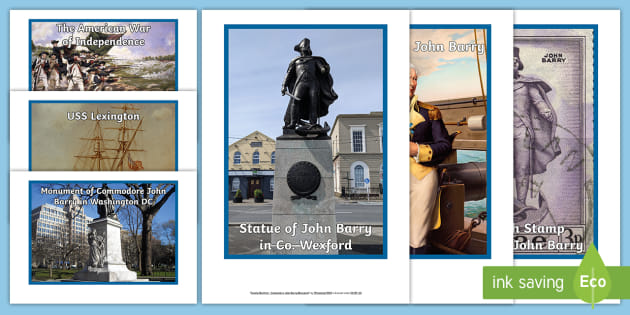 The American War
of Independence
USS Lexington
Monument of Commodore John
Barry in Washington DC
Statue of John Barry
in Co. Wexford
John Barry
JOHN
BARRY
n Stamp
John Barry
ink saving
Eco